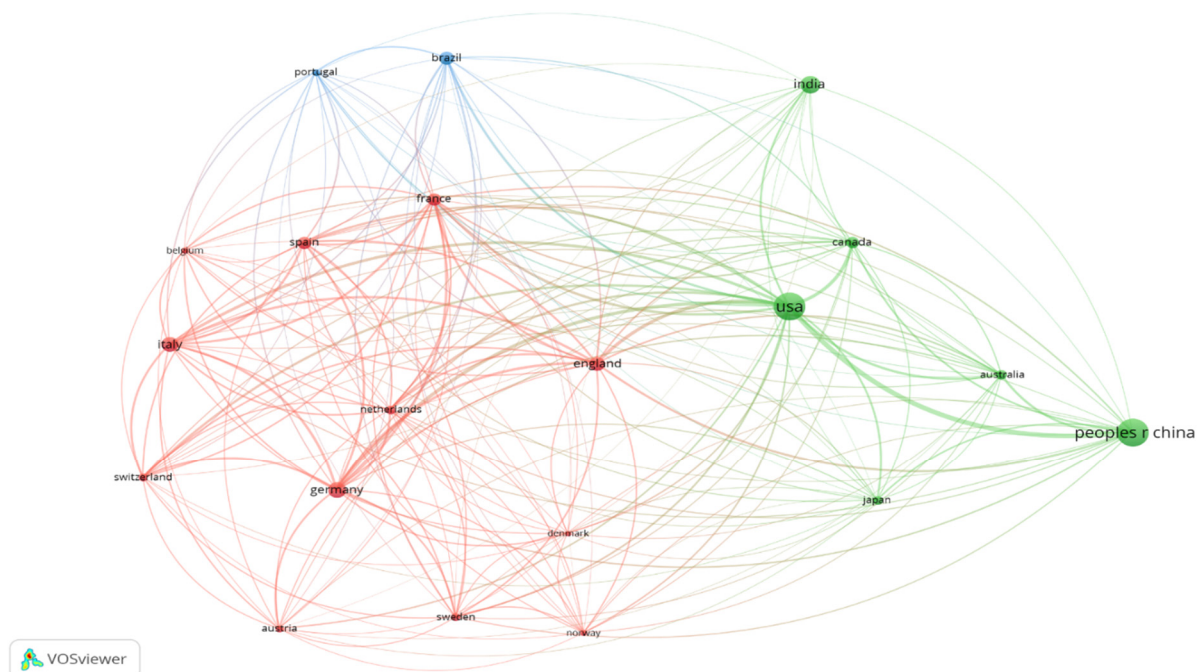 brazil
portugal
india
france
spain
canada
belgium
usa
italy
england
australia
netherlands
peoples r china
switzerland
germany
japan
denmark
sweden
austria
norway
VOSviewer